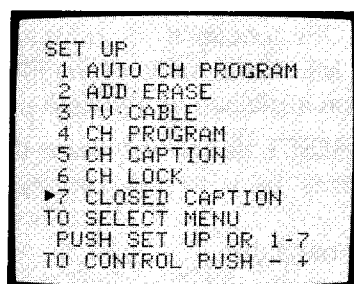 SET UP
1 AUTO CH PROGRAM
2 ADD·ERASE
3 TV·CABLE
4 CH PROGRAM
5 CH CAPTION
6 CH LOCK
▶7 CLOSED CAPTION
TO SELECT MENU
PUSH SET UP OR 1-7
TO CONTROL PUSH - +